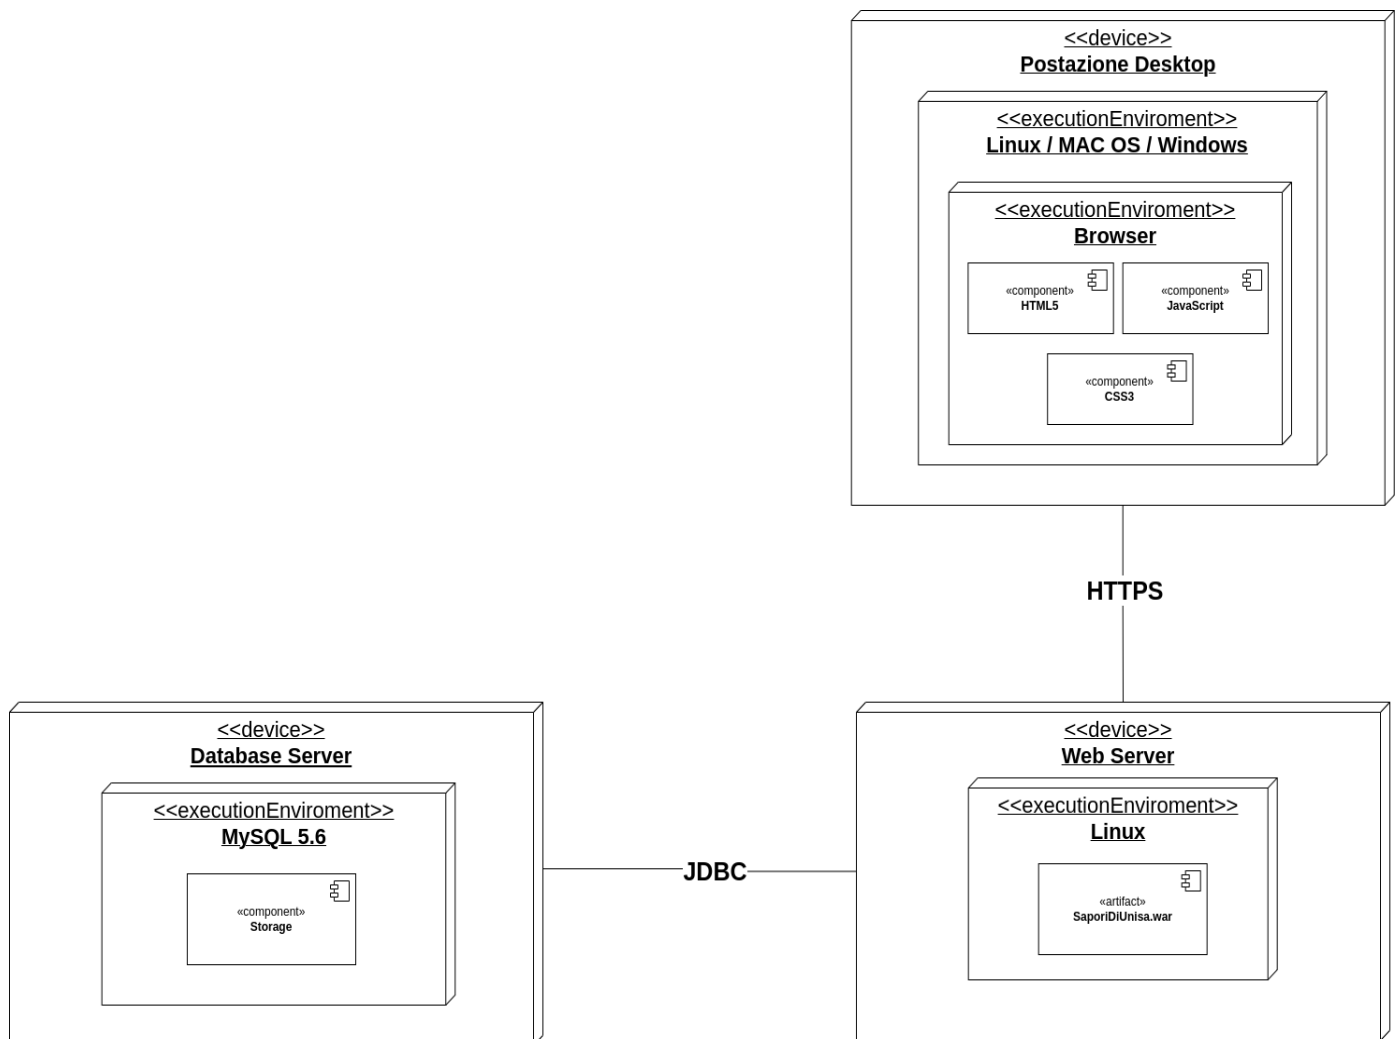 <<device>>
Postazione Desktop
<<executionEnviroment>>
Linux / MAC OS / Windows
<<executionEnviroment>>
Browser
«component»
HTML5
«component»
JavaScript
«component»
CSS3
HTTPS
<<device>>
Database Server
<<executionEnviroment>>
MySQL 5.6
«component»
Storage
JDBC
<<device>>
Web Server
<<executionEnviroment>>
Linux
«artifact»
SaporiDiUnisa.war